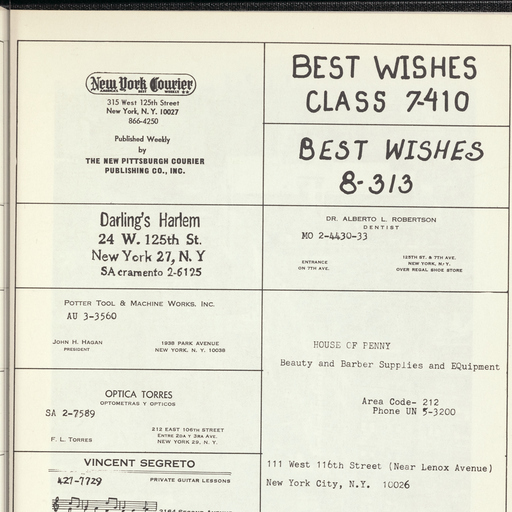 New York Courier
315 West 125th Street
New York, N. Y. 10027
866-4250
Published Weekly
by
THE NEW PITTSBURGH COURIER
PUBLISHING CO., INC.
BEST WISHES
CLASS 7-410
BEST WISHES
8-313
Darling's Harlem
24 W. 125th St.
New York 27, N. Y
SAcramento 2-6125
DR. ALBERTO L. ROBERTSON
DENTIST
MO 2-4430-33
ENTRANCE
ON 7TH AVE.
125TH ST. & 7TH AVE.
NEW YORK, N. Y.
OVER REGAL SHOE STORE
POTTER TOOL & MACHINE WORKS. INC.
AU 3-3560
JOHN H. HAGAN
PRESIDENT
1938 PARK AVENUE
NEW YORK. N. Y. 10035
HOUSE OF PENNY
Beauty and Barber Supplies and EQuipment
Area Code- 212
Phone UN 5-3200
111 West 116th Street (Near Lenox Avenue)
New York City, N.Y. 10026
OPTICA TORRES
OPTOMETRAS Y OPTICOS
SA 2-7589
F. L. TORRES
212 EAST 106TH STREET
ENTRE 2DA Y 3RA AVE.
NEW YORK 29, N. Y.
VINCENT SEGRETO
427-7729
PRIVATE GUITAR LESSONS